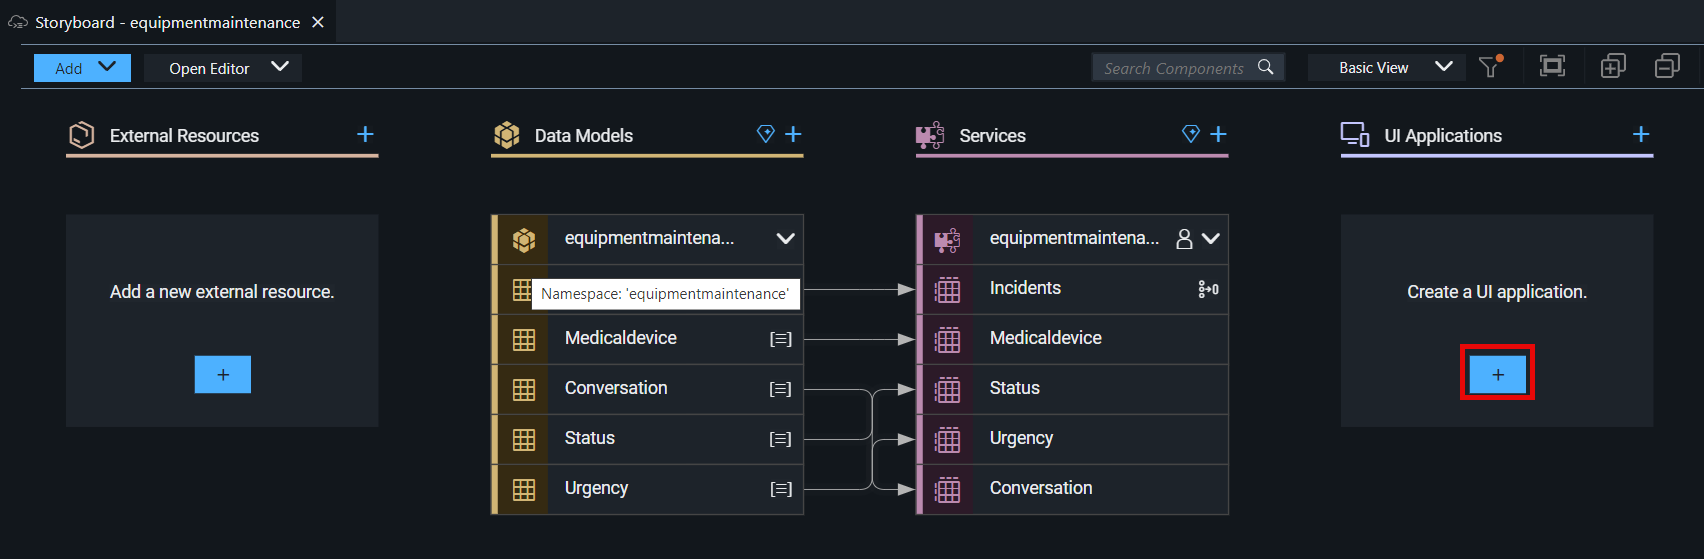 Storyboard - equipmentmaintenance
Add
Open Editor
Search Components
Basic View
External Resources
Data Models
Services
UI Applications
Add a new external resource.
equipmentmaintena...
Namespace: 'equipmentmaintenance'
Medicaldevice
Conversation
Status
Urgency
equipmentmaintena...
Incidents
Medicaldevice
Status
Urgency
Conversation
Create a UI application.